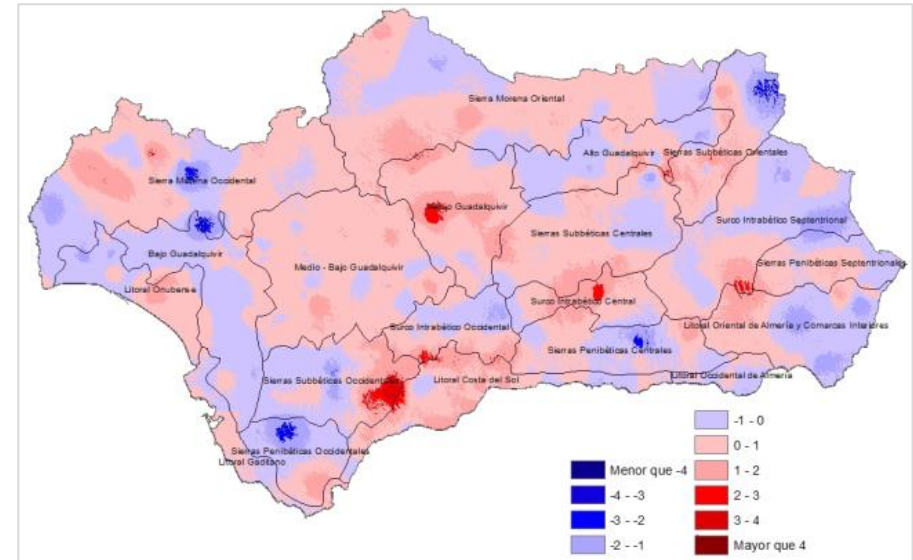 Sierra Morena Oriental
Alto Guadalquivir
Sierras Subbéticas Orientales
Sierra Morena Occidental
Guadalquivir
Surco Intrabético Septentrional
Sierras Subbéticas Centrales
Bajo Guadalquivir
Medio - Bajo Guadalquivir
Sierras Penibéticas Septentrionales
Litoral Onubense
Surco Intrabético Central
Surco Intrabético Occidental
Litoral Oriental de Almería y Comarcas Interiores
Sierras Penibéticas Centrales
Litoral Occidental de Almería
Sierras Subbéticas Occidentales
Litoral Costa del Sol
Sierras Penibéticas Occidentales
Litoral Gaditano
-1 - 0
0 - 1
Menor que -4
1 - 2
-4 - -3
2 - 3
-3 - -2
3 - 4
-2 - -1
Mayor que 4